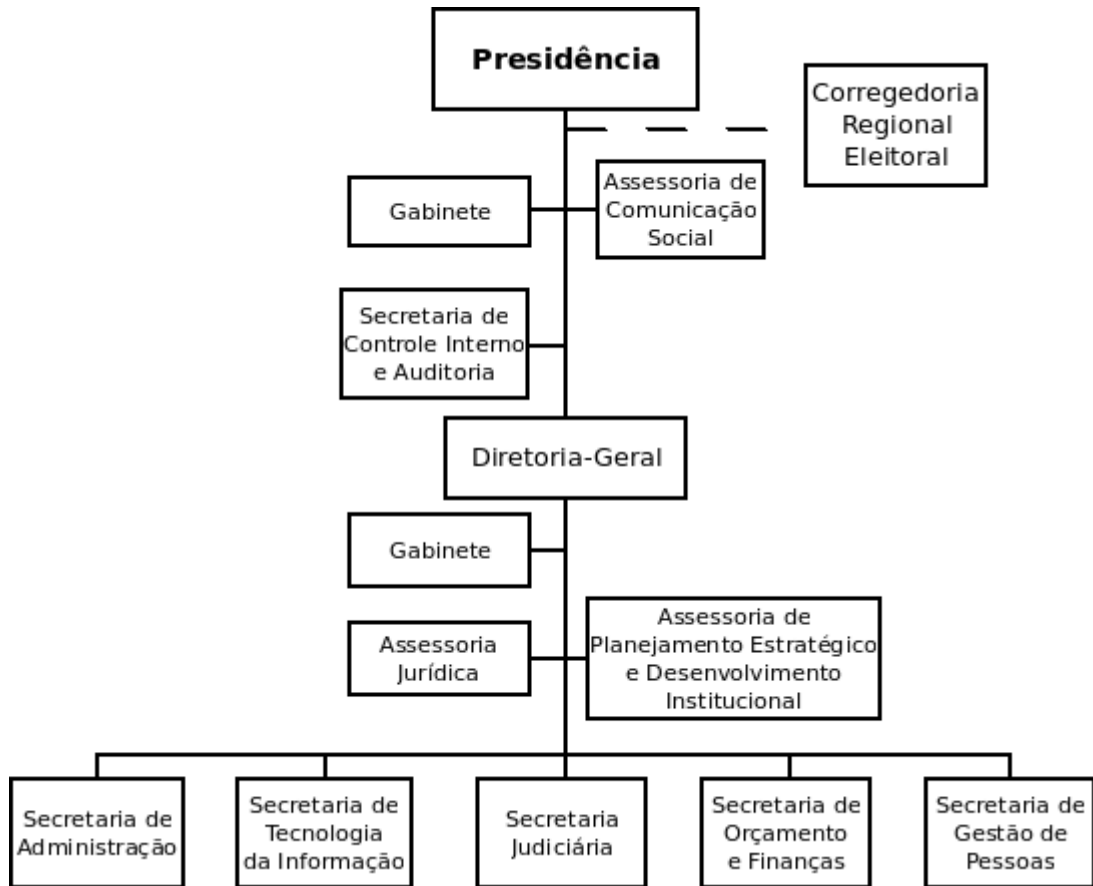 Presidência
Corregedoria
Regional
Eleitoral
Gabinete
Assessoria de
Comunicação
Social
Secretaria de
Controle Interno
e Auditoria
Diretoria-Geral
Gabinete
Assessoria
Jurídica
Assessoria de
Planejamento Estratégico
e Desenvolvimento
Institucional
Secretaria de
Administração
Secretaria de
Tecnologia
da Informação
Secretaria
Judiciária
Secretaria de
Orçamento
e Finanças
Secretaria de
Gestão de
Pessoas